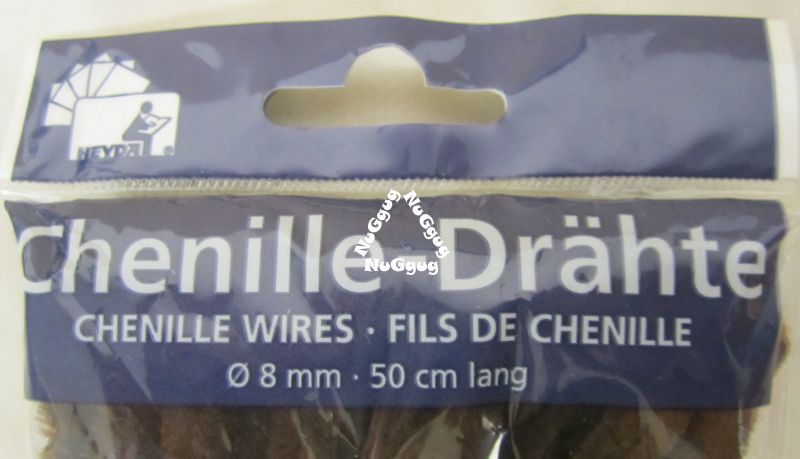 HEYDA®
Chenille-Drähte
CHENILLE WIRES · FILS DE CHENILLE
Ø 8 mm · 50 cm lang
NuGgug
NuGgug
NuGgug